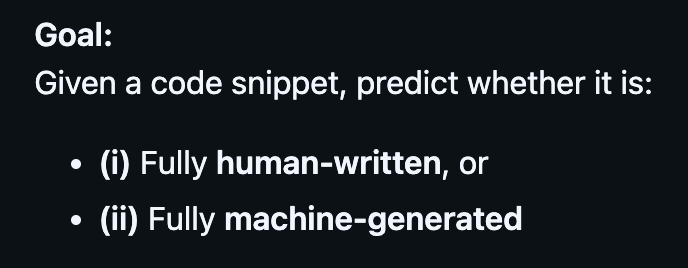 Goal:
Given a code snippet, predict whether it is:
• (i) Fully human-written, or
• (ii) Fully machine-generated